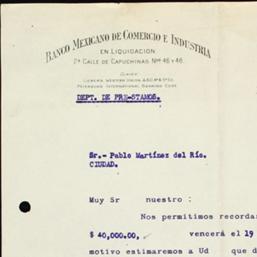 BANCO MEXICANO DE COMERCIO E INDUSTRIA
EN LIQUIDACION
2ª CALLE DE CAPUCHINAS Nos 46 Y 48.
DEPT. DE PRESTAMOS.
Sr.- Pablo Martínez del Río.
CIUDAD.
Muy Sr nuestro :
Nos permitimos recordar
$ 40,000.00, vencerá el 19
motivo estimaremos a Ud que d